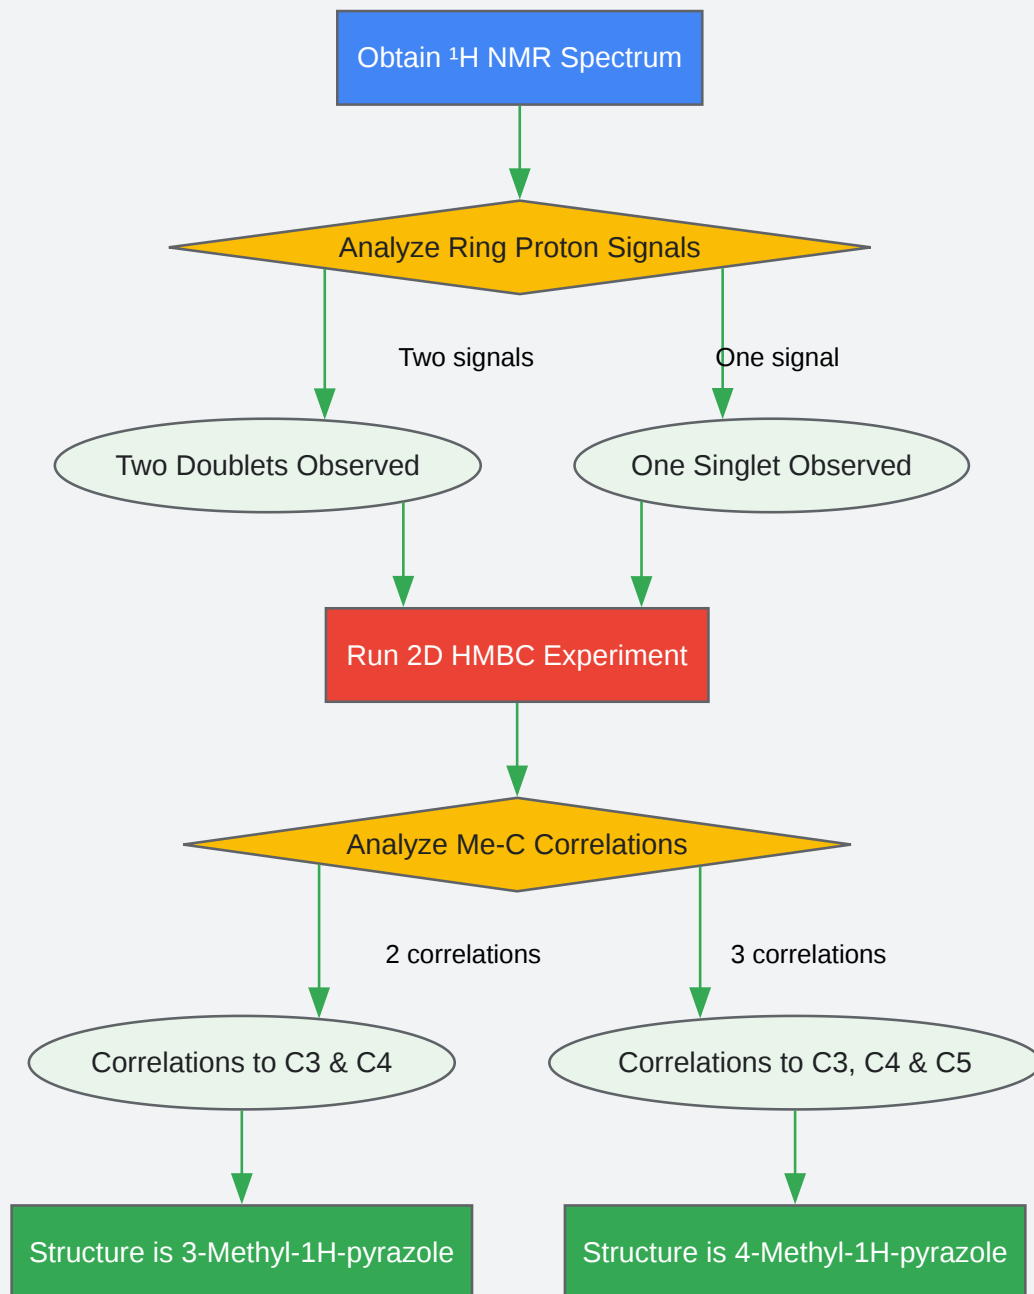 Obtain ¹H NMR Spectrum
Analyze Ring Proton Signals
Two signals
One signal
Two Doublets Observed
One Singlet Observed
Run 2D HMBC Experiment
Analyze Me-C Correlations
2 correlations
3 correlations
Correlations to C3 & C4
Correlations to C3, C4 & C5
Structure is 3-Methyl-1H-pyrazole
Structure is 4-Methyl-1H-pyrazole